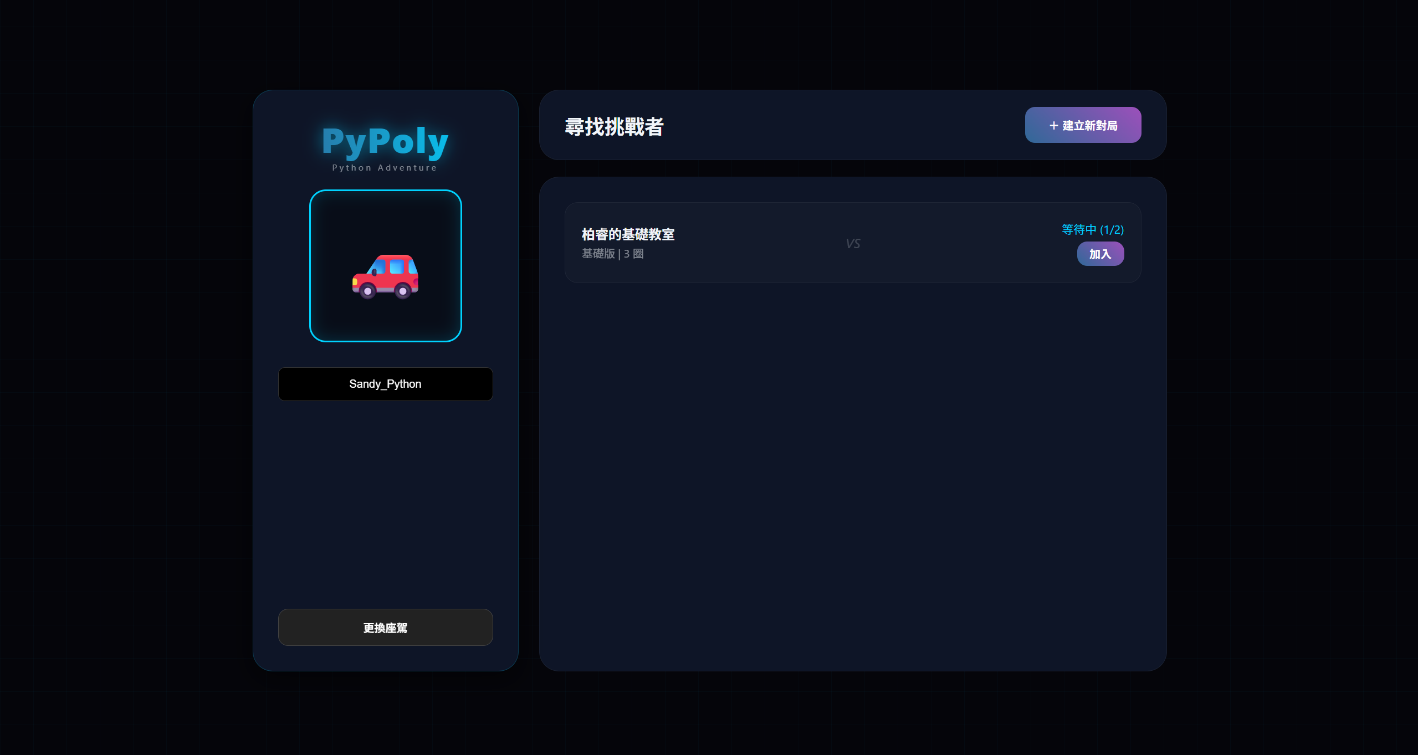 PyPoly
Python Adventure
Sandy_Python
更換座駕
尋找挑戰者
＋ 建立新對局
柏睿的基礎教室
基礎版 | 3 圈
VS
等待中 (1/2)
加入